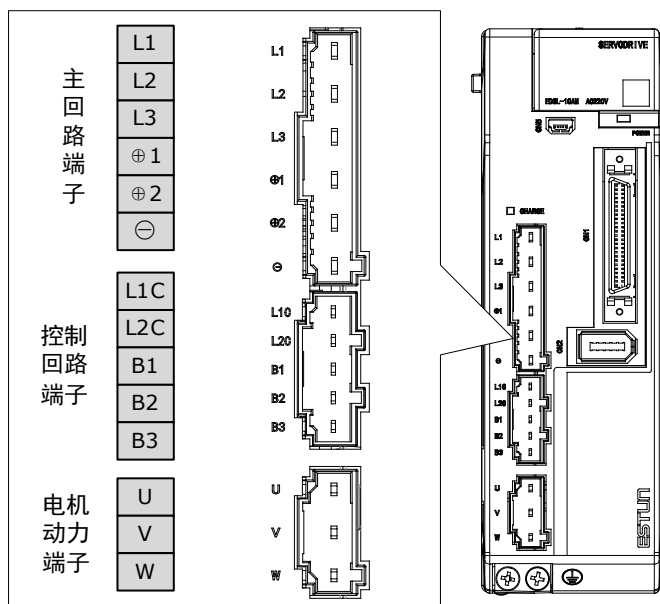 主回路端子
L1
L2
L3
⊕1
⊕2
⊖
控制回路端子
L1C
L2C
B1
B2
B3
电机动力端子
U
V
W
L1
L2
L3
⊕1
⊕2
⊖
L1C
L2C
B1
B2
B3
U
V
W
SERVODRIVE
AC220V
CN5
POWER
CHARGE
CN1
L1
L2
L3
⊕1
⊖
CN2
L1C
L2C
B1
B2
B3
U
V
W
ESTUN